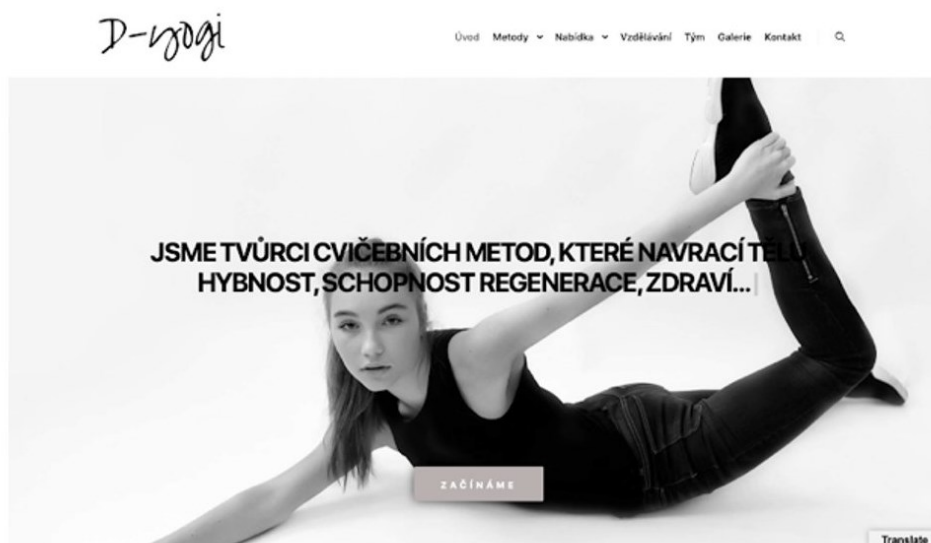 D-yogi
Úvod Metody Nabídka Vzdělávání Tým Galerie Kontakt
JSME TVŮRCI CVIČEBNÍCH METOD, KTERÉ NAVRACÍ TĚLU
HYBNOST, SCHOPNOST REGENERACE, ZDRAVÍ...
ZAČÍNÁME
Translate